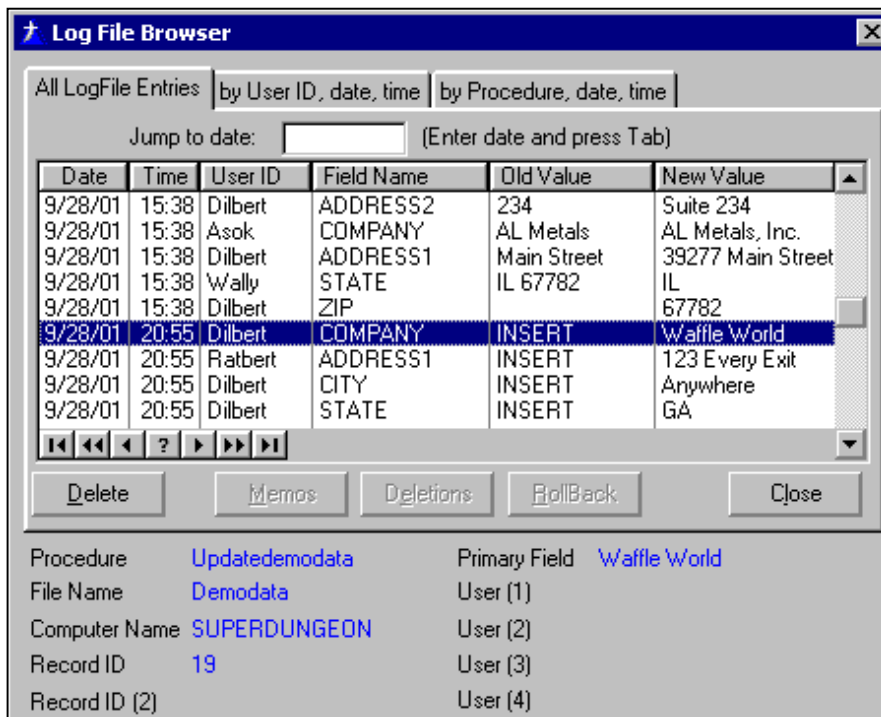 Log File Browser
All LogFile Entries by User ID, date, time by Procedure, date, time
Jump to date: (Enter date and press Tab)
Date Time User ID Field Name Old Value New Value
9/28/01 15:38 Dilbert ADDRESS2 234 Suite 234
9/28/01 15:38 Asok COMPANY AL Metals AL Metals, Inc.
9/28/01 15:38 Dilbert ADDRESS1 Main Street 39277 Main Street
9/28/01 15:38 Wally STATE IL 67782 IL
9/28/01 15:38 Dilbert ZIP 67782
9/28/01 20:55 Dilbert COMPANY INSERT Waffle World
9/28/01 20:55 Ratbert ADDRESS1 INSERT 123 Every Exit
9/28/01 20:55 Dilbert CITY INSERT Anywhere
9/28/01 20:55 Dilbert STATE INSERT GA
?
Delete Memos Deletions RollBack Close
Procedure Updatedemodata Primary Field Waffle World
File Name Demodata User (1)
Computer Name SUPERDUNGEON User (2)
Record ID 19 User (3)
Record ID (2) User (4)